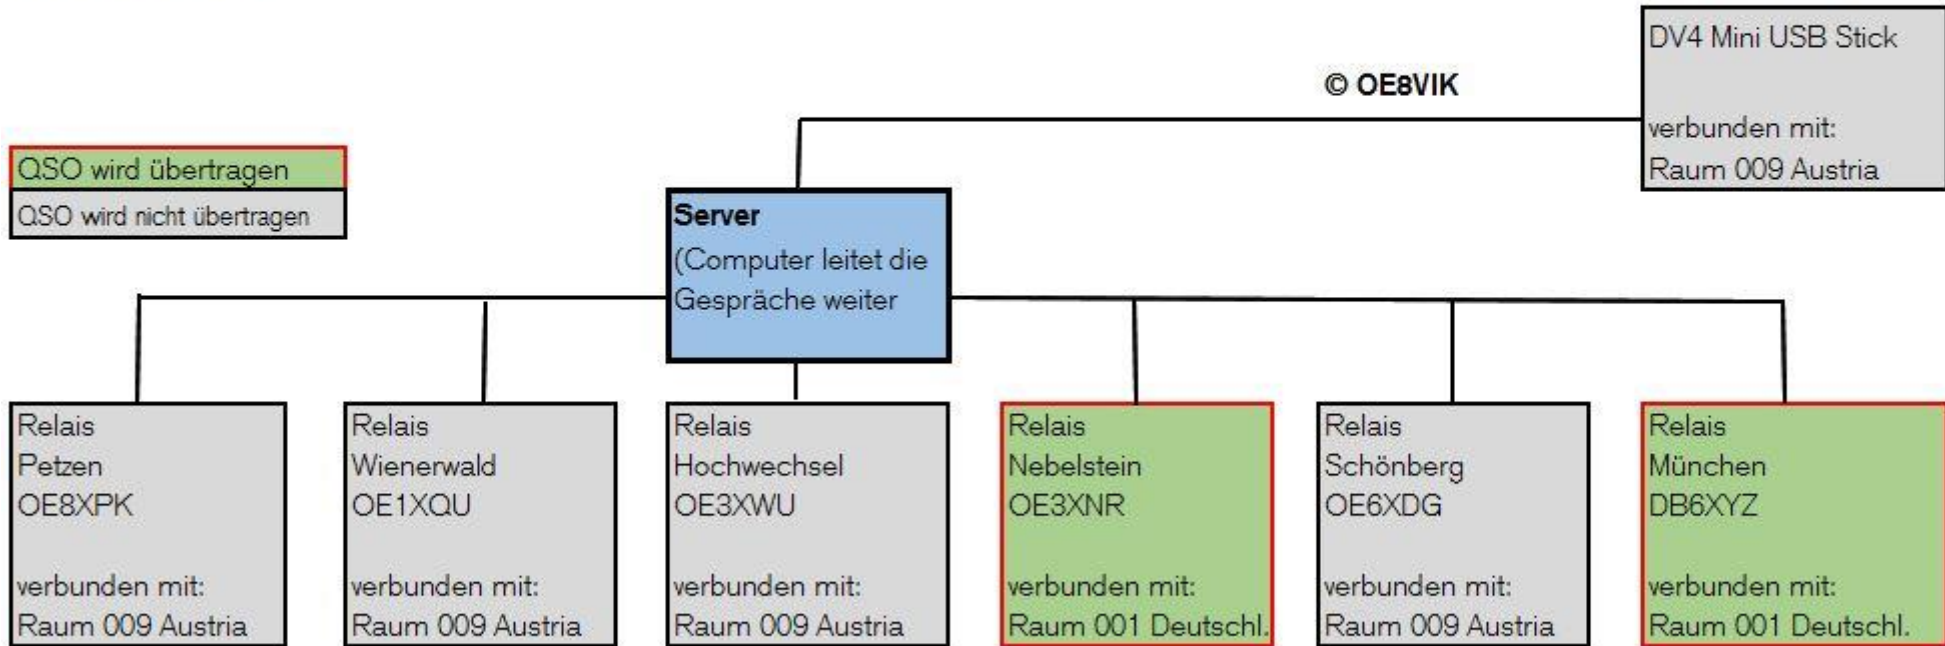 DV4 Mini USB Stick
verbunden mit:
Raum 009 Austria
© OE8VIK
QSO wird übertragen
QSO wird nicht übertragen
Server
(Computer leitet die
Gespräche weiter
Relais
Petzen
OE8XPK
verbunden mit:
Raum 009 Austria
Relais
Wienerwald
OE1XQU
verbunden mit:
Raum 009 Austria
Relais
Hochwechsel
OE3XWU
verbunden mit:
Raum 009 Austria
Relais
Nebelstein
OE3XNR
verbunden mit:
Raum 001 Deutschl.
Relais
Schönberg
OE6XDG
verbunden mit:
Raum 009 Austria
Relais
München
DB6XYZ
verbunden mit:
Raum 001 Deutschl.